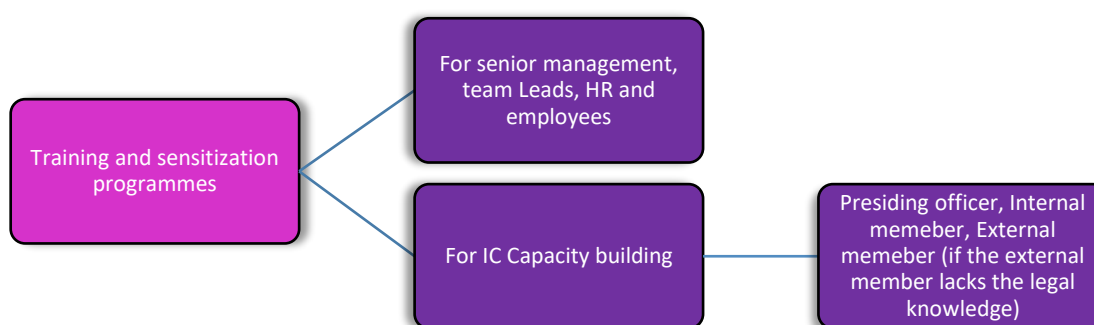 For senior management,
team Leads, HR and
employees
Training and sensitization
programmes
For IC Capacity building
Presiding officer, Internal
memeber, External
memeber (if the external
member lacks the legal
knowledge)